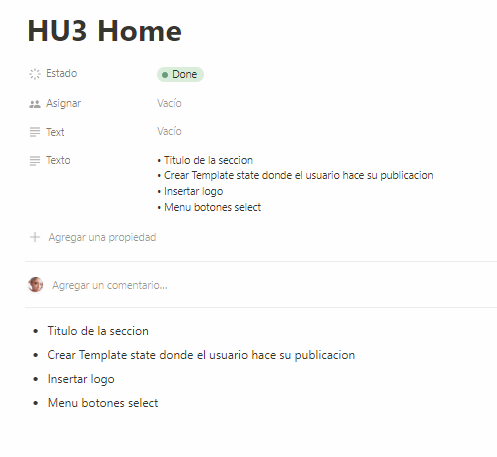 HU3 Home
Estado Done
Asignar Vacío
Text Vacío
Texto • Titulo de la seccion
• Crear Template state donde el usuario hace su publicacion
• Insertar logo
• Menu botones select
Agregar una propiedad
Agregar un comentario...
• Titulo de la seccion
• Crear Template state donde el usuario hace su publicacion
• Insertar logo
• Menu botones select